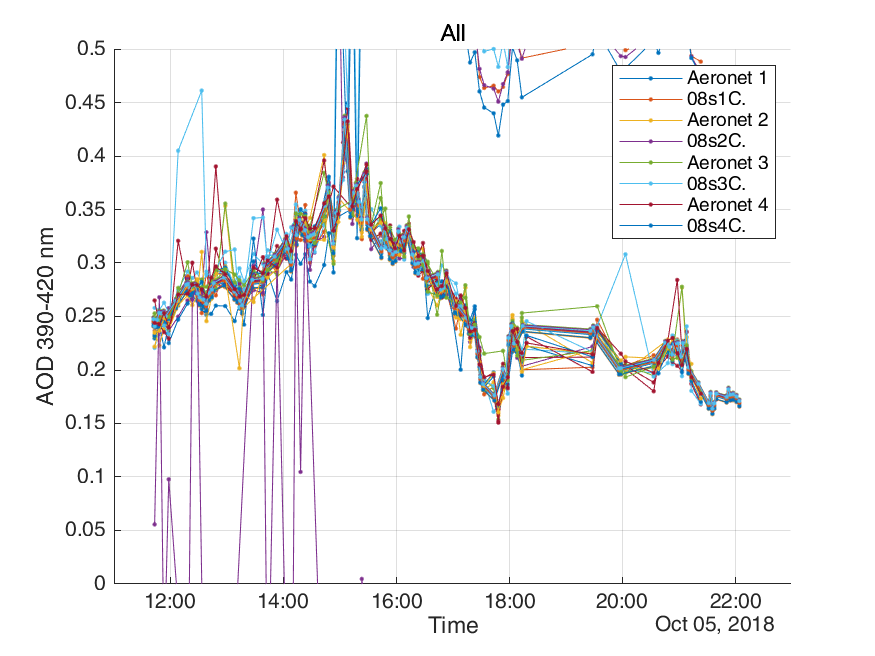 All
0.5
0.45
0.4
0.35
0.3
0.25
0.2
0.15
0.1
0.05
0
AOD 390-420 nm
Aeronet 1
08s1C.
Aeronet 2
08s2C.
Aeronet 3
08s3C.
Aeronet 4
08s4C.
12:00 14:00 16:00 18:00 20:00 22:00
Time
Oct 05, 2018